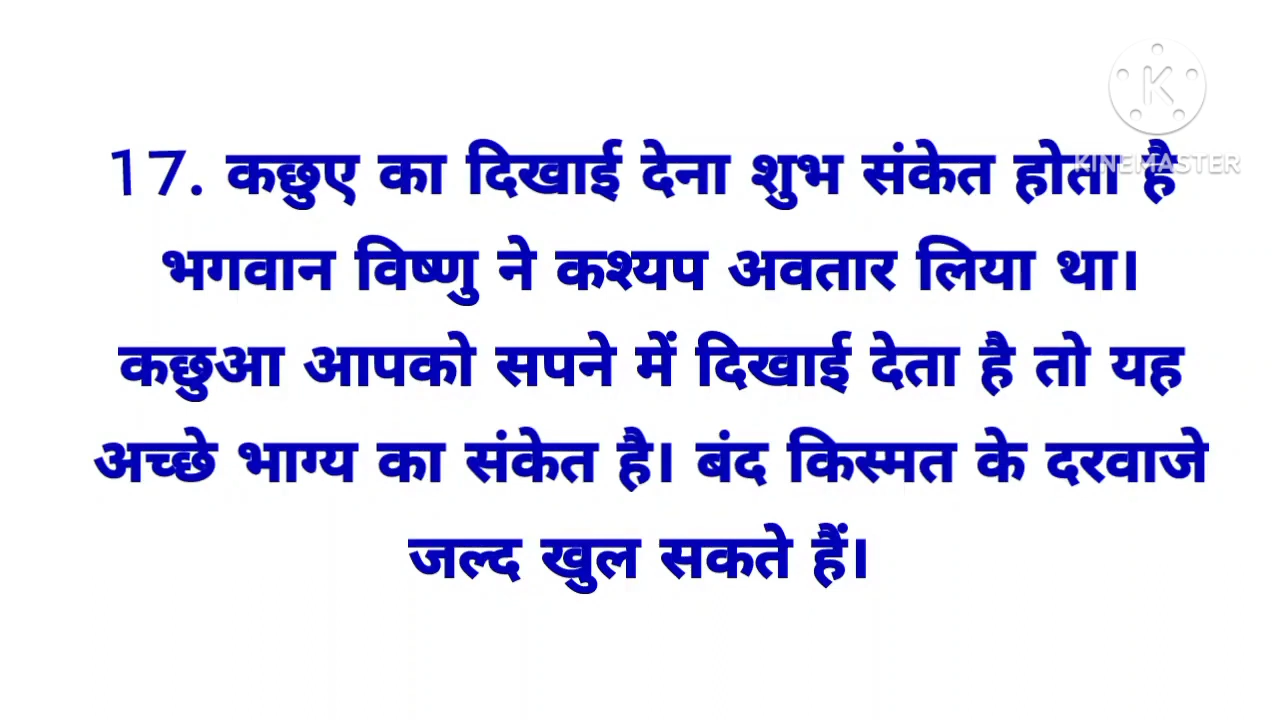 KINEMASTER
17. कछुए का दिखाई देना शुभ संकेत होता है
भगवान विष्णु ने कश्यप अवतार लिया था।
कछुआ आपको सपने में दिखाई देता है तो यह
अच्छे भाग्य का संकेत है। बंद किस्मत के दरवाजे
जल्द खुल सकते हैं।